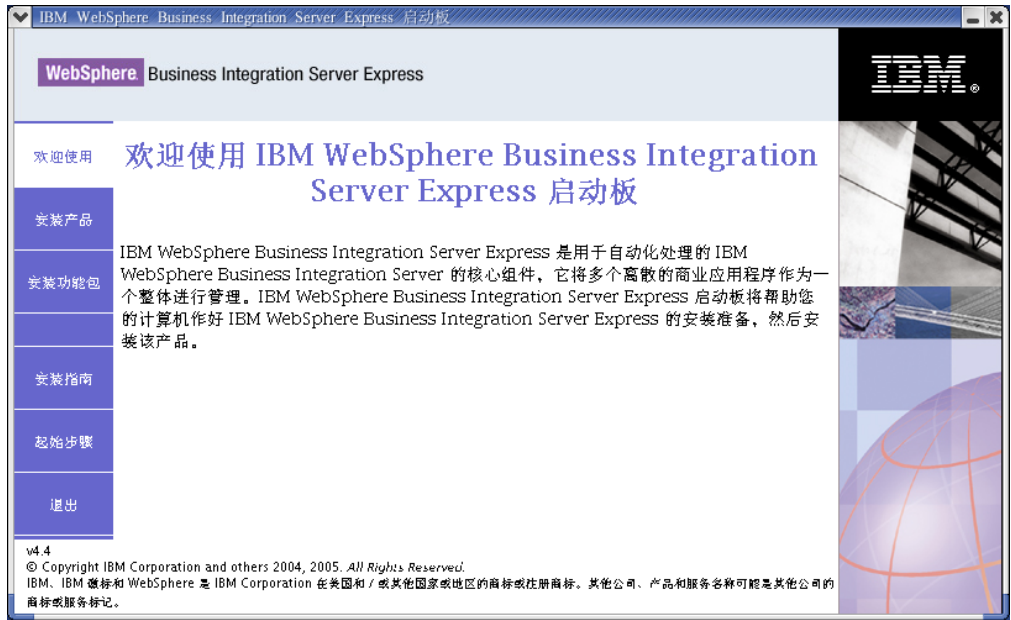 IBM WebSphere Business Integration Server Express 启动板
WebSphere. Business Integration Server Express
IBM®
欢迎使用
安装产品
安装功能包
安装指南
起始步骤
退出
欢迎使用 IBM WebSphere Business Integration
Server Express 启动板
IBM WebSphere Business Integration Server Express 是用于自动化处理的 IBM
WebSphere Business Integration Server 的核心组件，它将多个离散的商业应用程序作为一
个整体进行管理。IBM WebSphere Business Integration Server Express 启动板将帮助您
的计算机作好 IBM WebSphere Business Integration Server Express 的安装准备，然后安
装该产品。
v4.4
© Copyright IBM Corporation and others 2004, 2005. All Rights Reserved.
IBM、IBM 徽标和 WebSphere 是 IBM Corporation 在美国和 / 或其他国家或地区的商标或注册商标。其他公司、产品和服务名称可能是其他公司的
商标或服务标记。